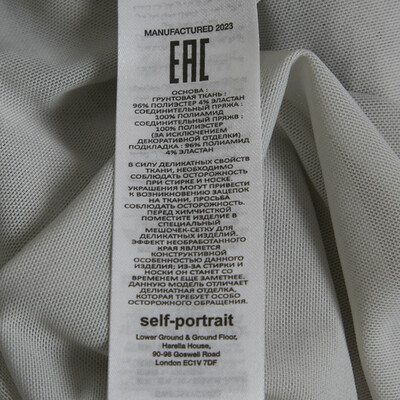 MANUFACTURED 2023
EAC
ОСНОВА :
ГРУНТОВАЯ ТКАНЬ :
96% ПОЛИЭСТЕР 4% ЭЛАСТАН
СОЕДИНИТЕЛЬНЫЙ ПРЯЖА :
100% ПОЛИАМИД
СОЕДИНИТЕЛЬНЫЙ ПРЯЖВ :
100% ПОЛИЭСТЕР
(ЗА ИСКЛЮЧЕНИЕМ
ДЕКОРАТИВНОЙ ОТДЕЛКИ)
ПОДКЛАДКА : 96% ПОЛИАМИД
4% ЭЛАСТАН
В СИЛУ ДЕЛИКАТНЫХ СВОЙСТВ
ТКАНИ, НЕОБХОДИМО
СОБЛЮДАТЬ ОСТОРОЖНОСТЬ
ПРИ СТИРКЕ И НОСКЕ.
УКРАШЕНИЯ МОГУТ ПРИВЕСТИ
К ВОЗНИКНОВЕНИЮ ЗАЦЕПОК
НА ТКАНИ, ПРОСЬБА
СОБЛЮДАТЬ ОСТОРОЖНОСТЬ.
ПЕРЕД ХИМЧИСТКОЙ
ПОМЕСТИТЕ ИЗДЕЛИЕ В
СПЕЦИАЛЬНЫЙ
МЕШОЧЕК-СЕТКУ ДЛЯ
ДЕЛИКАТНЫХ ИЗДЕЛИЙ.
ЭФФЕКТ НЕОБРАБОТАННОГО
КРАЯ ЯВЛЯЕТСЯ
КОНСТРУКТИВНОЙ
ОСОБЕННОСТЬЮ ДАННОГО
ИЗДЕЛИЯ; ИЗ-ЗА СТИРКИ И
НОСКИ ОН СТАНЕТ СО
ВРЕМЕНЕМ ЕЩЕ ЗАМЕТНЕЕ.
ДАННУЮ МОДЕЛЬ ОТЛИЧАЕТ
ДЕЛИКАТНАЯ ОТДЕЛКА,
КОТОРАЯ ТРЕБУЕТ ОСОБО
ОСТОРОЖНОГО ОБРАЩЕНИЯ.
self-portrait
Lower Ground & Ground Floor,
Harella House,
90-98 Goswell Road
London EC1V 7DF